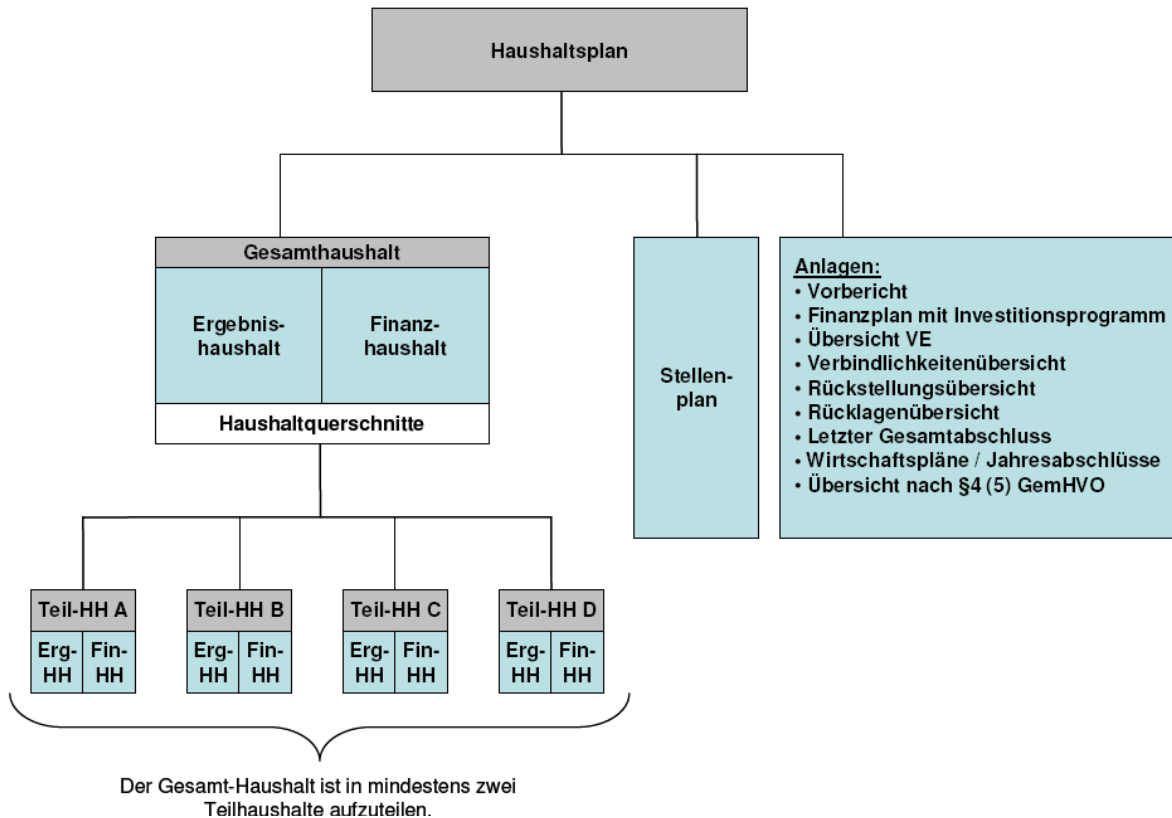 Haushaltsplan
Gesamthaushalt
Ergebnis-
haushalt
Finanz-
haushalt
Haushaltquerschnitte
Stellen-
plan
Anlagen:
• Vorbericht
• Finanzplan mit Investitionsprogramm
• Übersicht VE
• Verbindlichkeitenübersicht
• Rückstellungsübersicht
• Rücklagenübersicht
• Letzter Gesamtabschluss
• Wirtschaftspläne / Jahresabschlüsse
• Übersicht nach §4 (5) GemHVO
Teil-HH A
Erg-
HH
Fin-
HH
Teil-HH B
Erg-
HH
Fin-
HH
Teil-HH C
Erg-
HH
Fin-
HH
Teil-HH D
Erg-
HH
Fin-
HH
Der Gesamt-Haushalt ist in mindestens zwei
Teilhaushalte aufzuteilen.